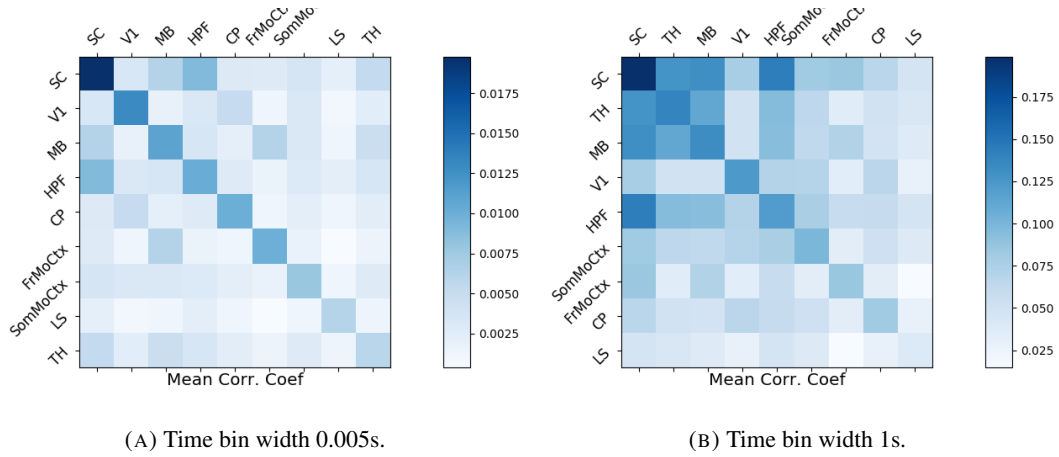 SC V1 MB HPF CP FrMoCtx SomMo LS TH
SC
V1
MB
HPF
CP
FrMoCtx
SomMoCtx
LS
TH
0.0175
0.0150
0.0125
0.0100
0.0075
0.0050
0.0025
Mean Corr. Coef
(A) Time bin width 0.005s.
SC TH MB V1 HPF SomMoC FrMoCtx CP LS
SC
TH
MB
V1
HPF
SomMoCtx
FrMoCtx
CP
LS
0.175
0.150
0.125
0.100
0.075
0.050
0.025
Mean Corr. Coef
(B) Time bin width 1s.